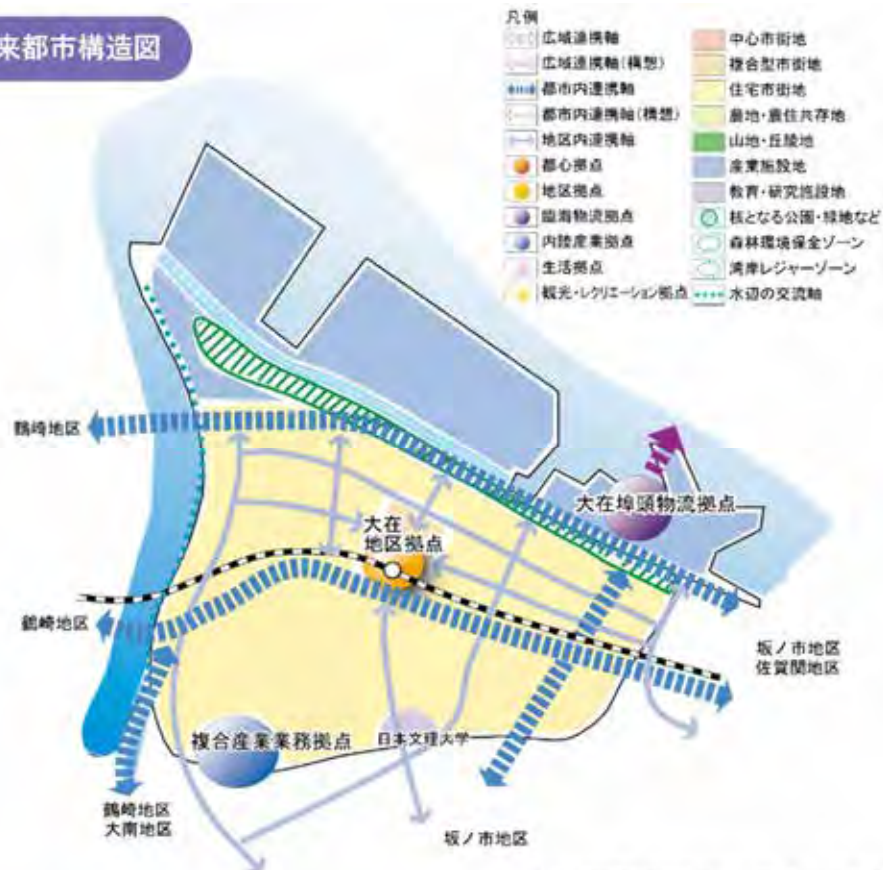 来都市構造図
凡例
広域連携軸
広域連携軸(構想)
都市内連携軸
都市内連携軸(構想)
地区内連携軸
都心拠点
地区拠点
臨海物流拠点
内陸産業拠点
生活拠点
観光・レクリエーション拠点
中心市街地
複合型市街地
住宅市街地
農地・農住共存地
山地・丘陵地
産業施設地
教育・研究施設地
核となる公園・緑地など
森林環境保全ゾーン
湾岸レジャーゾーン
水辺の交流軸
鶴崎地区
大在埠頭物流拠点
大在
地区拠点
鶴崎地区
坂ノ市地区
佐賀関地区
複合産業業務拠点
日本文理大学
鶴崎地区
大南地区
坂ノ市地区